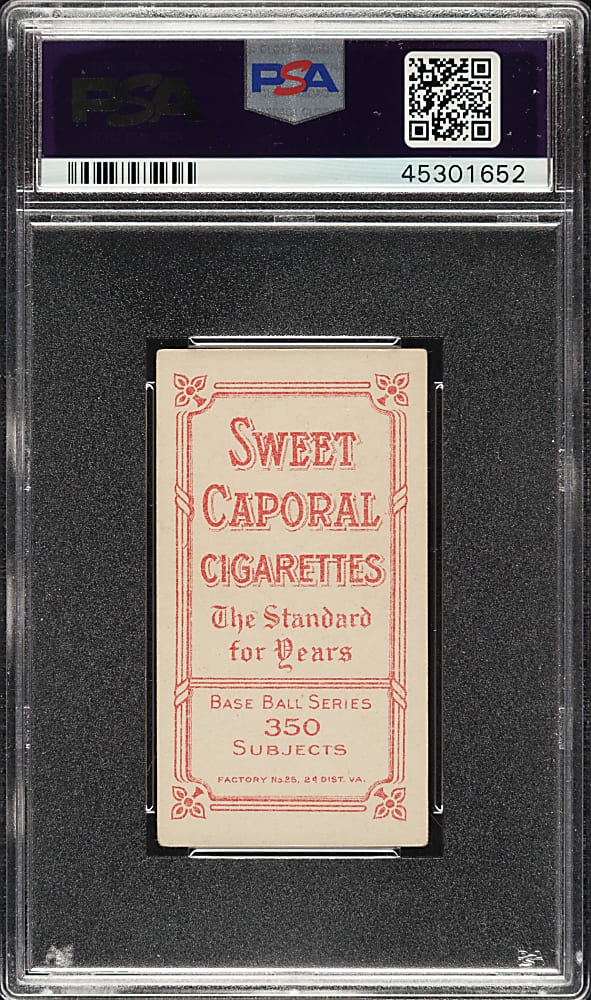 PSA
PSA
45301652
SWEET
CAPORAL
CIGARETTES
The Standard
for Years
BASE BALL SERIES
350
SUBJECTS
FACTORY No.25, 2d DIST. VA.